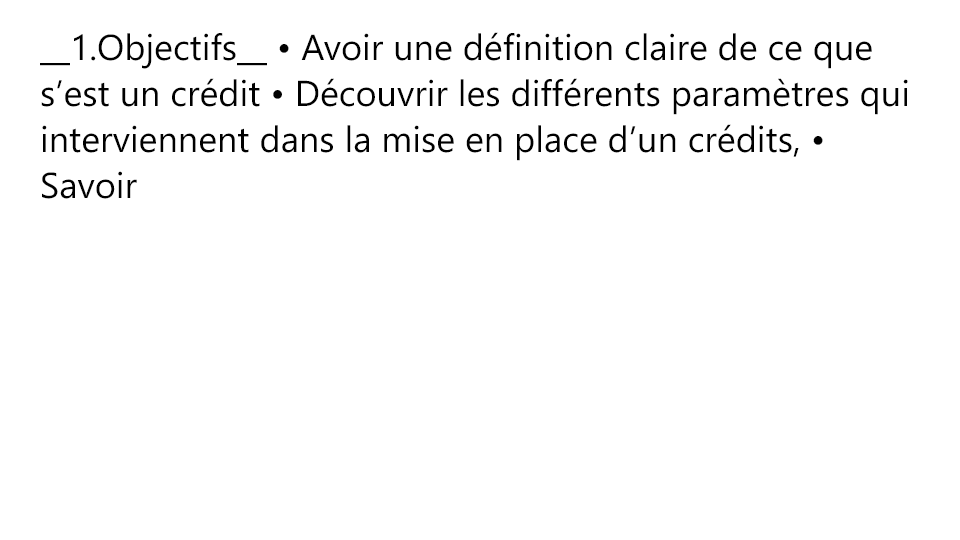 __1.Objectifs__ • Avoir une définition claire de ce que
s’est un crédit • Découvrir les différents paramètres qui
interviennent dans la mise en place d’un crédits, •
Savoir